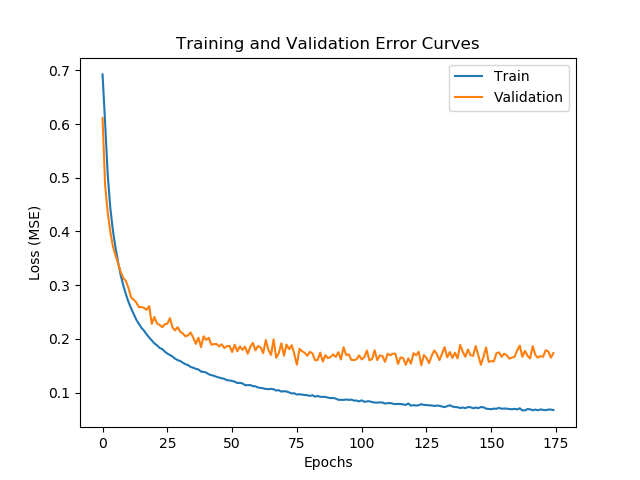 Training and Validation Error Curves
Train
Validation
Loss (MSE)
0.7
0.6
0.5
0.4
0.3
0.2
0.1
0 25 50 75 100 125 150 175
Epochs